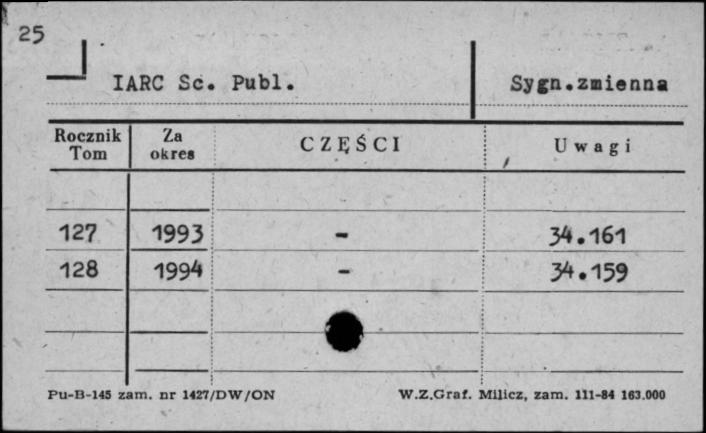 25
IARC Sc. Publ. Sygn.zmienna
Rocznik Tom Za okres CZĘŚCI Uwagi
127 1993 - 34.161
128 1994 - 34.159
Pu-B-145 zam. nr 1427/DW/ON W.Z.Graf. Milicz, zam. 111-84 163.000